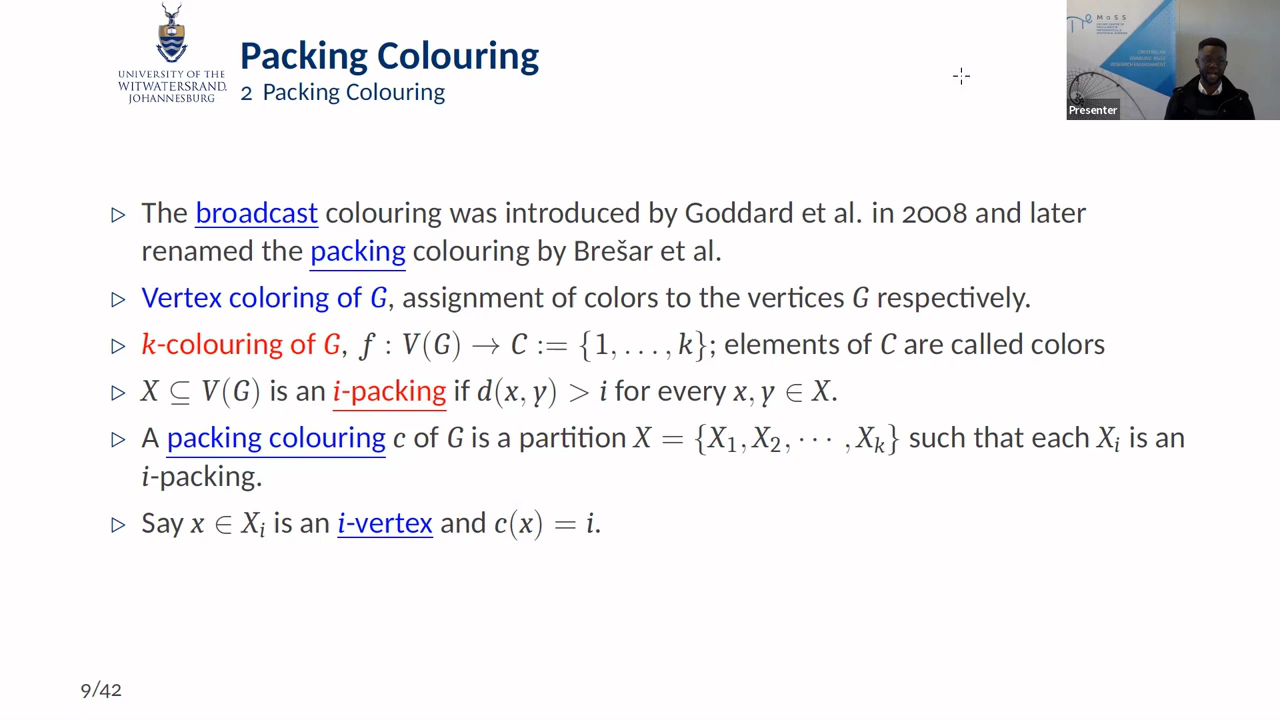 UNIVERSITY OF THE
WITWATERSRAND,
JOHANNESBURG
Packing Colouring
2 Packing Colouring
MaSS
Presenter
▷ The broadcast colouring was introduced by Goddard et al. in 2008 and later
renamed the packing colouring by Brešar et al.
▷ Vertex coloring of G, assignment of colors to the vertices G respectively.
▷ k-colouring of G, f : V(G) → C := {1, . . . , k}; elements of C are called colors
▷ X ⊆ V(G) is an i-packing if d(x, y) > i for every x, y ∈ X.
▷ A packing colouring c of G is a partition X = {X₁, X₂, ⋯ , Xₖ} such that each Xᵢ is an
i-packing.
▷ Say x ∈ Xᵢ is an i-vertex and c(x) = i.
9/42